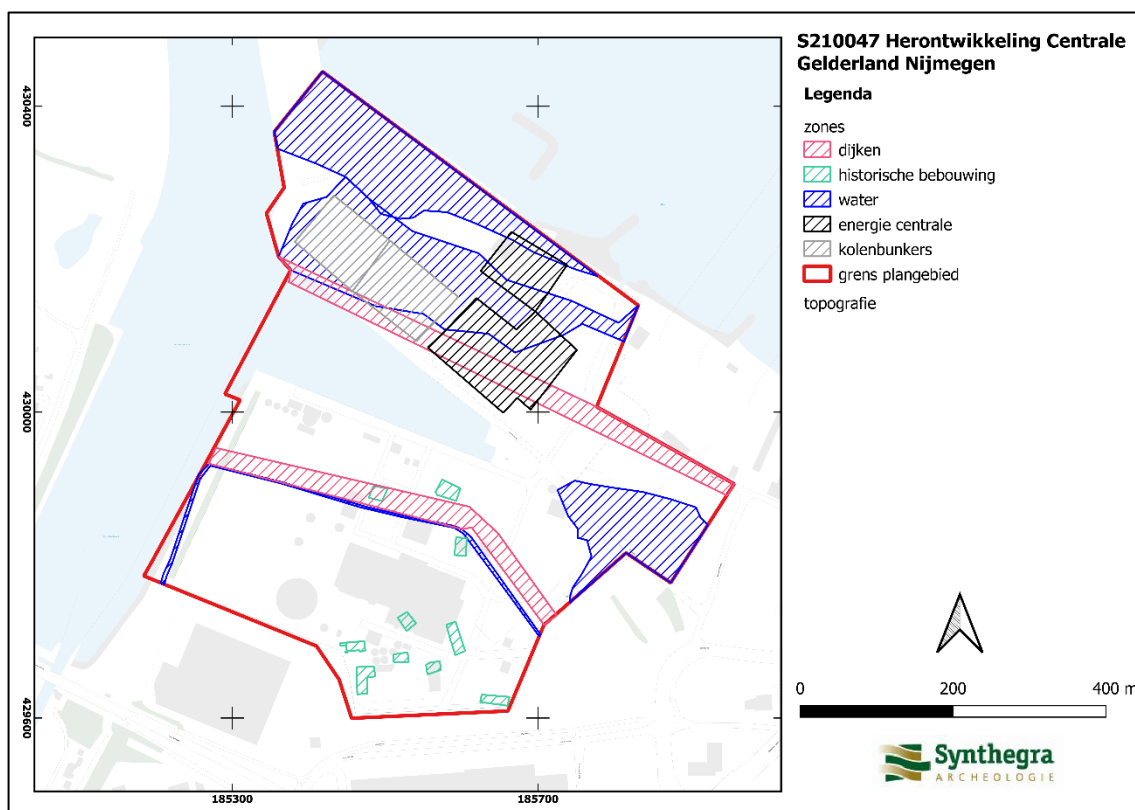 S210047 Herontwikkeling Centrale
Gelderland Nijmegen
Legenda
zones
dijken
historische bebouwing
water
energie centrale
kolenbunkers
grens plangebied
topografie
430400
430000
42900
185300
185700
0 200 400 m
Synthegra
ARCHEOLOGIE